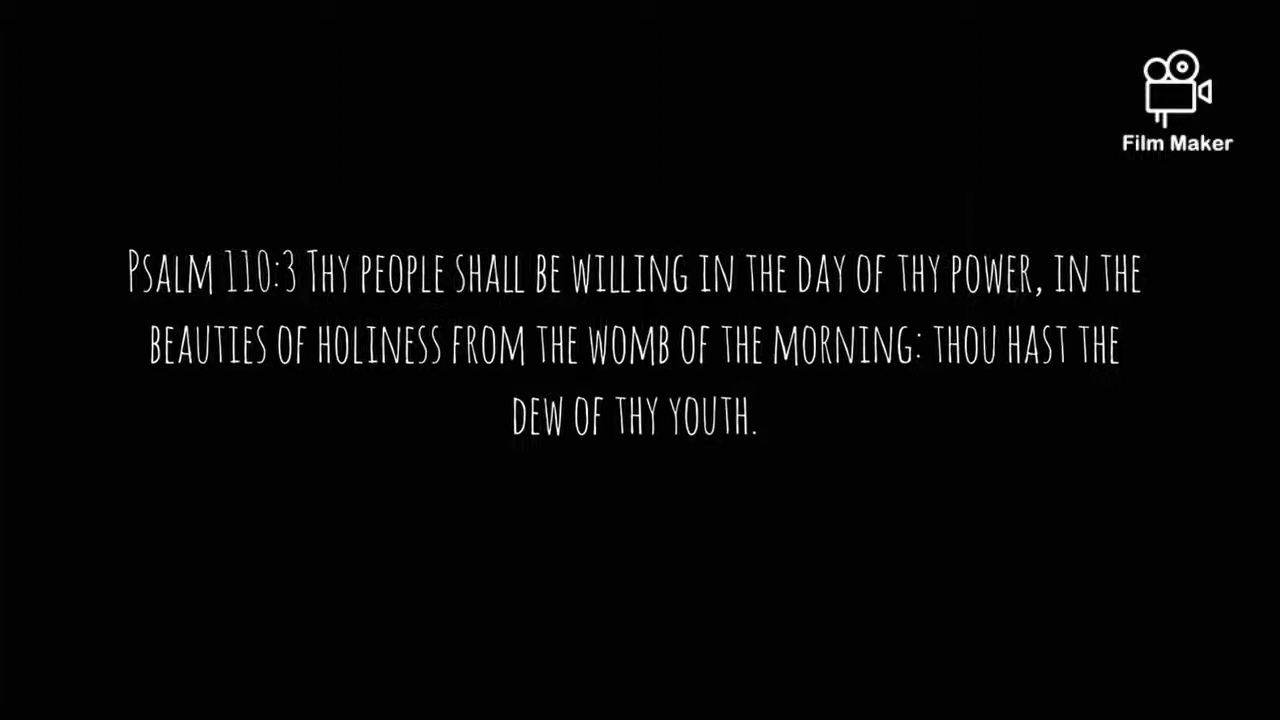 Film Maker
Psalm 110:3 Thy people shall be willing in the day of thy power, in the
beauties of holiness from the womb of the morning: thou hast the
dew of thy youth.